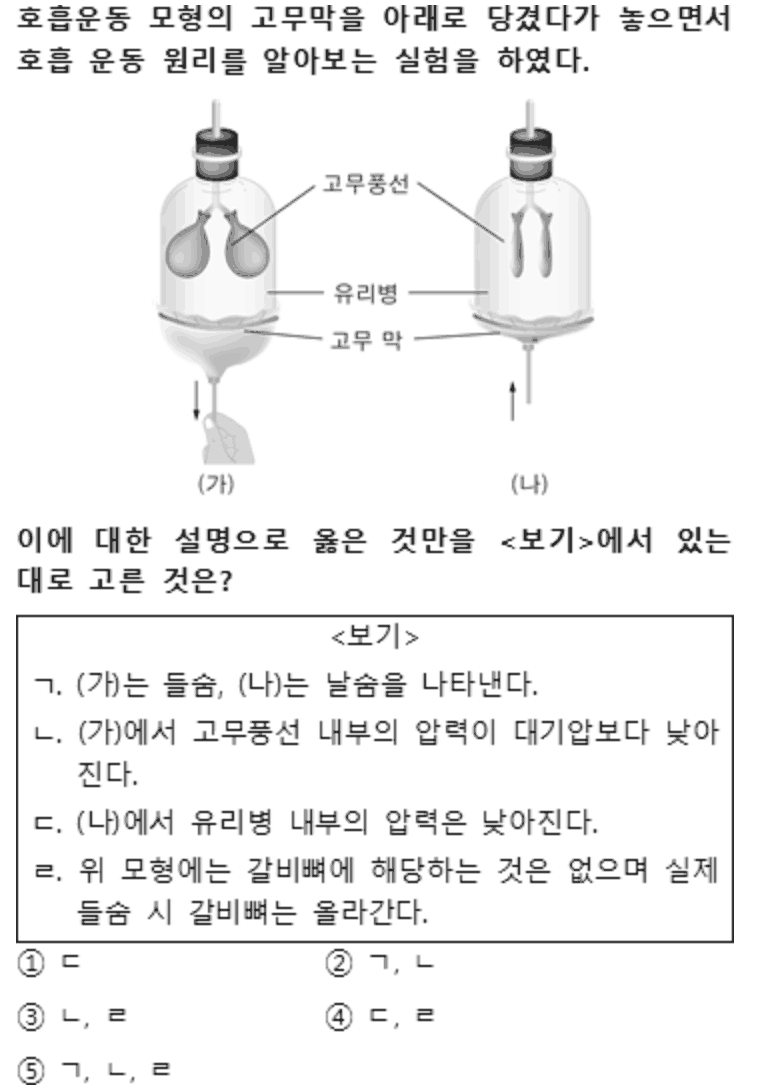 호흡운동 모형의 고무막을 아래로 당겼다가 놓으면서
호흡 운동 원리를 알아보는 실험을 하였다.
고무풍선
유리병
고무 막
(가)
(나)
이에 대한 설명으로 옳은 것만을 <보기>에서 있는
대로 고른 것은?
<보기>
ㄱ. (가)는 들숨, (나)는 날숨을 나타낸다.
ㄴ. (가)에서 고무풍선 내부의 압력이 대기압보다 낮아
진다.
ㄷ. (나)에서 유리병 내부의 압력은 낮아진다.
ㄹ. 위 모형에는 갈비뼈에 해당하는 것은 없으며 실제
들숨 시 갈비뼈는 올라간다.
① ㄷ ② ㄱ, ㄴ
③ ㄴ, ㄹ ④ ㄷ, ㄹ
⑤ ㄱ, ㄴ, ㄹ